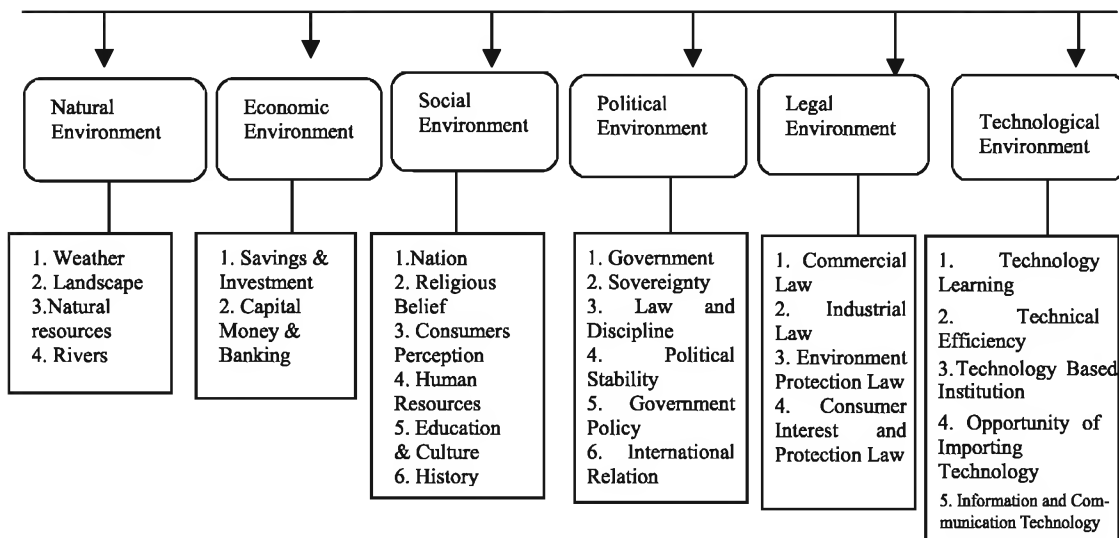 Natural
Environment
1. Weather
2. Landscape
3.Natural
resources
4. Rivers
Economic
Environment
1. Savings &
Investment
2. Capital
Money &
Banking
Social
Environment
1.Nation
2. Religious
Belief
3. Consumers
Perception
4. Human
Resources
5. Education
& Culture
6. History
Political
Environment
1. Government
2. Sovereignty
3. Law and
Discipline
4. Political
Stability
5. Government
Policy
6. International
Relation
Legal
Environment
1. Commercial
Law
2. Industrial
Law
3. Environment
Protection Law
4. Consumer
Interest and
Protection Law
Technological
Environment
1. Technology
Learning
2. Technical
Efficiency
3.Technology Based
Institution
4. Opportunity of
Importing
Technology
5. Information and Com-
munication Technology